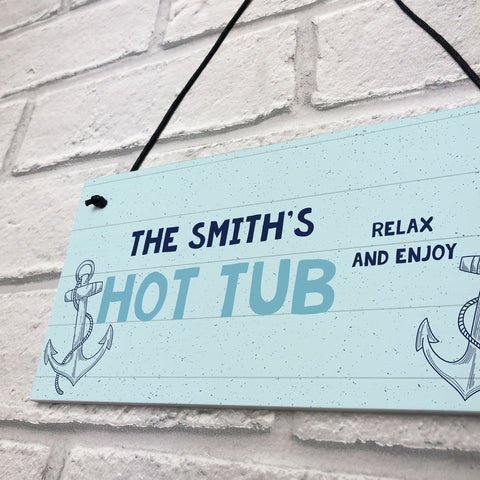 THE SMITH'S
HOT TUB
RELAX
AND ENJOY